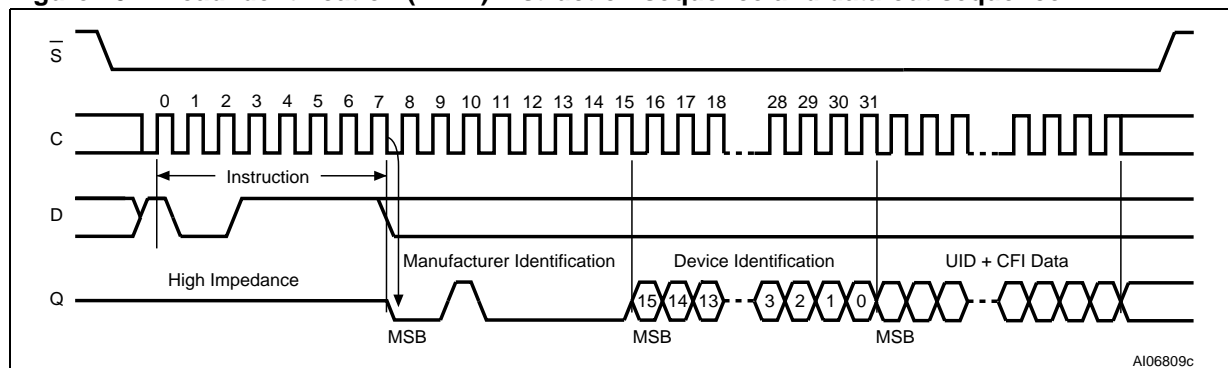 S
0 1 2 3 4 5 6 7 8 9 10 11 12 13 14 15 16 17 18 28 29 30 31
C
Instruction
D
High Impedance
Manufacturer Identification
Device Identification
UID + CFI Data
Q
15 14 13 3 2 1 0
MSB MSB MSB
AI06809c